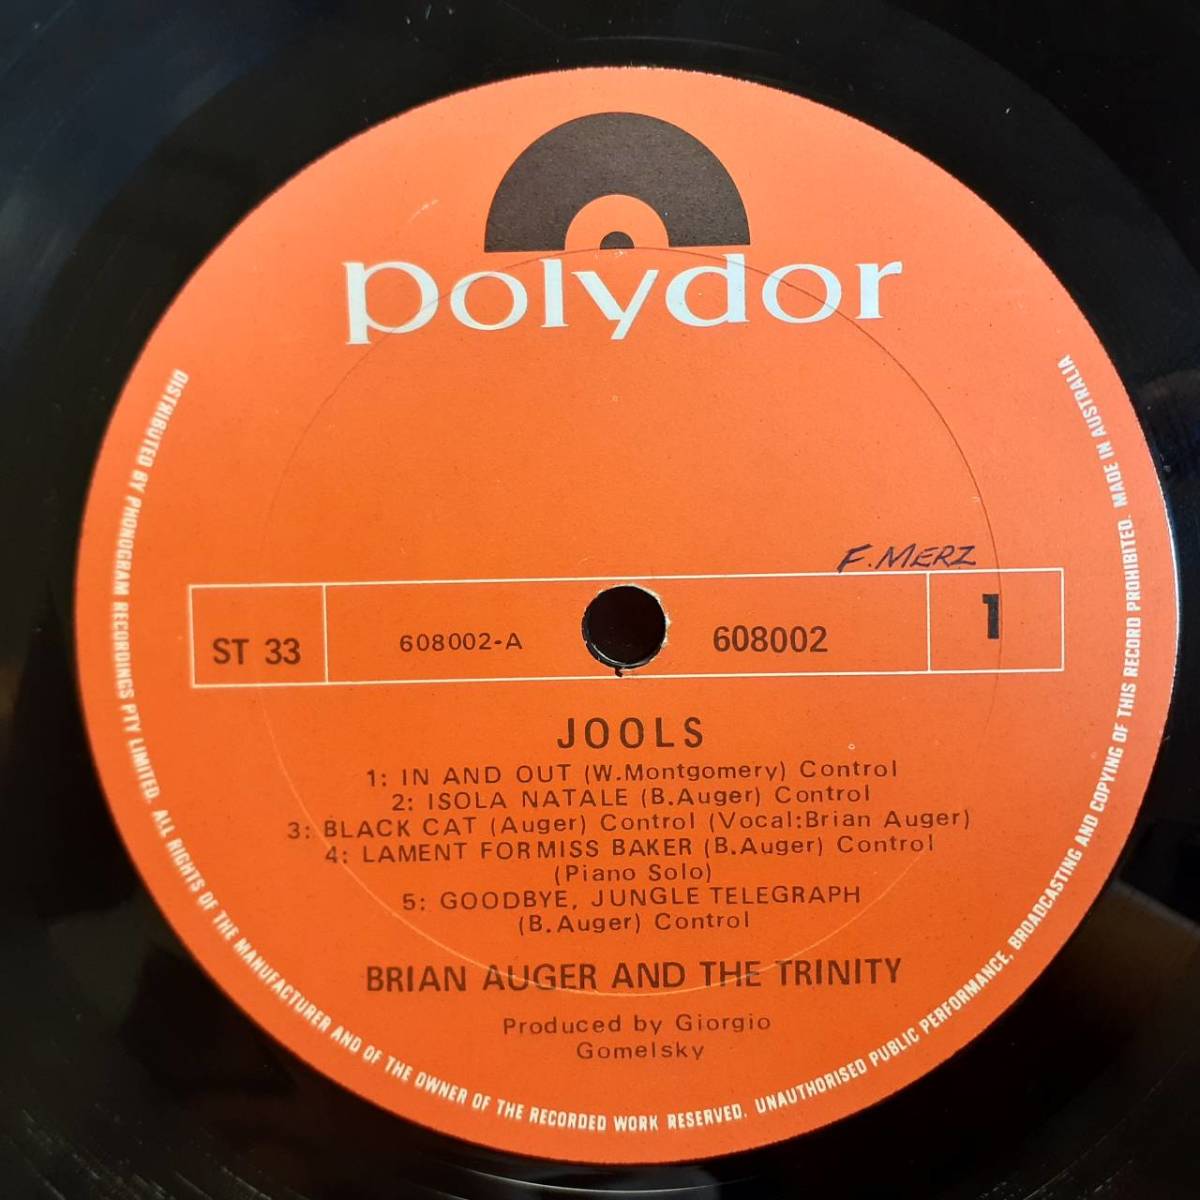 polydor
F. MERZ
ST 33
608002-A
608002
1
JOOLS
1: IN AND OUT (W.Montgomery) Control
2: ISOLA NATALE (B.Auger) Control
3: BLACK CAT (Auger) Control (Vocal:Brian Auger)
4: LAMENT FORMISS BAKER (B.Auger) Control
(Piano Solo)
5: GOODBYE, JUNGLE TELEGRAPH
(B.Auger) Control
BRIAN AUGER AND THE TRINITY
Produced by Giorgio
Gomelsky
DISTRIBUTED BY PHONOGRAM RECORDINGS PTY LIMITED. ALL RIGHTS OF THE MANUFACTURER AND OF THE OWNER OF THE RECORDED WORK RESERVED. UNAUTHORISED PUBLIC PERFORMANCE, BROADCASTING AND COPYING OF THIS RECORD PROHIBITED. MADE IN AUSTRALIA